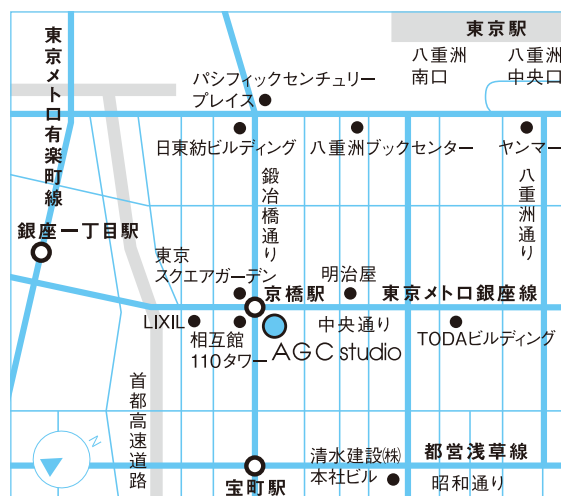 東京駅
八重洲
南口
八重洲
中央口
東京メトロ有楽町線
パシフィックセンチュリー
プレイス
日東紡ビルディング
八重洲ブックセンター
ヤンマー
鍛冶橋通り
八重洲通り
銀座一丁目駅
東京
スクエアガーデン
京橋駅
明治屋
東京メトロ銀座線
LIXIL
相互館
110タワー
AGC studio
中央通り
TODAビルディング
首都高速道路
N
清水建設㈱
本社ビル
都営浅草線
宝町駅
昭和通り